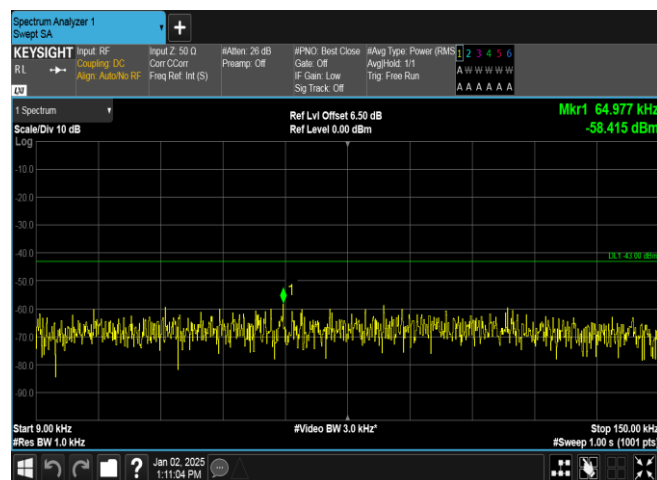 Spectrum Analyzer 1
Swept SA
+
KEYSIGHT
RL
LXI
Input: RF
Coupling: DC
Align: Auto/No RF
Input Z: 50 Ω
Corr CCorr
Freq Ref: Int (S)
#Atten: 26 dB
Preamp: Off
#PNO: Best Close
Gate: Off
IF Gain: Low
Sig Track: Off
#Avg Type: Power (RMS
Avg|Hold: 1/1
Trig: Free Run
1 2 3 4 5 6
A W W W W W
A A A A A A
1 Spectrum
Scale/Div 10 dB
Log
Ref Lvl Offset 6.50 dB
Ref Level 0.00 dBm
Mkr1 64.977 kHz
-58.415 dBm
-10.0
-20.0
-30.0
-40.0
DL1 -43.00 dBm
-50.0
1
-60.0
-70.0
-80.0
-90.0
Start 9.00 kHz
#Res BW 1.0 kHz
#Video BW 3.0 kHz*
Stop 150.00 kHz
#Sweep 1.00 s (1001 pts)
?
Jan 02, 2025
1:11:04 PM